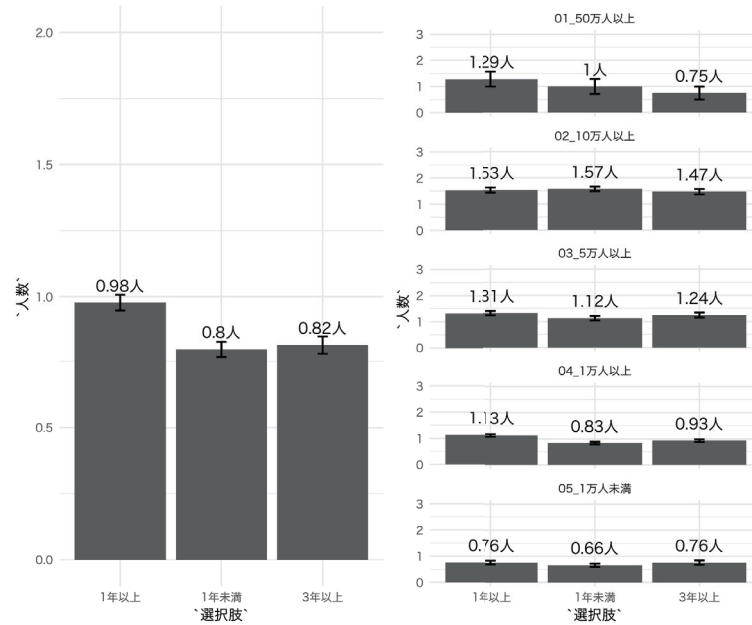 2.0
1.5
1.0
0.5
0.0
`人数`
0.98人
0.8人
0.82人
1年以上
1年未満
3年以上
`選択肢`
01_50万人以上
3
2
1
0
1.29人
1人
0.75人
02_10万人以上
3
2
1
0
1.53人
1.57人
1.47人
03_5万人以上
3
2
1
0
`人数`
1.31人
1.12人
1.24人
04_1万人以上
3
2
1
0
1.13人
0.83人
0.93人
05_1万人未満
3
2
1
0
0.76人
0.66人
0.76人
1年以上
1年未満
3年以上
`選択肢`